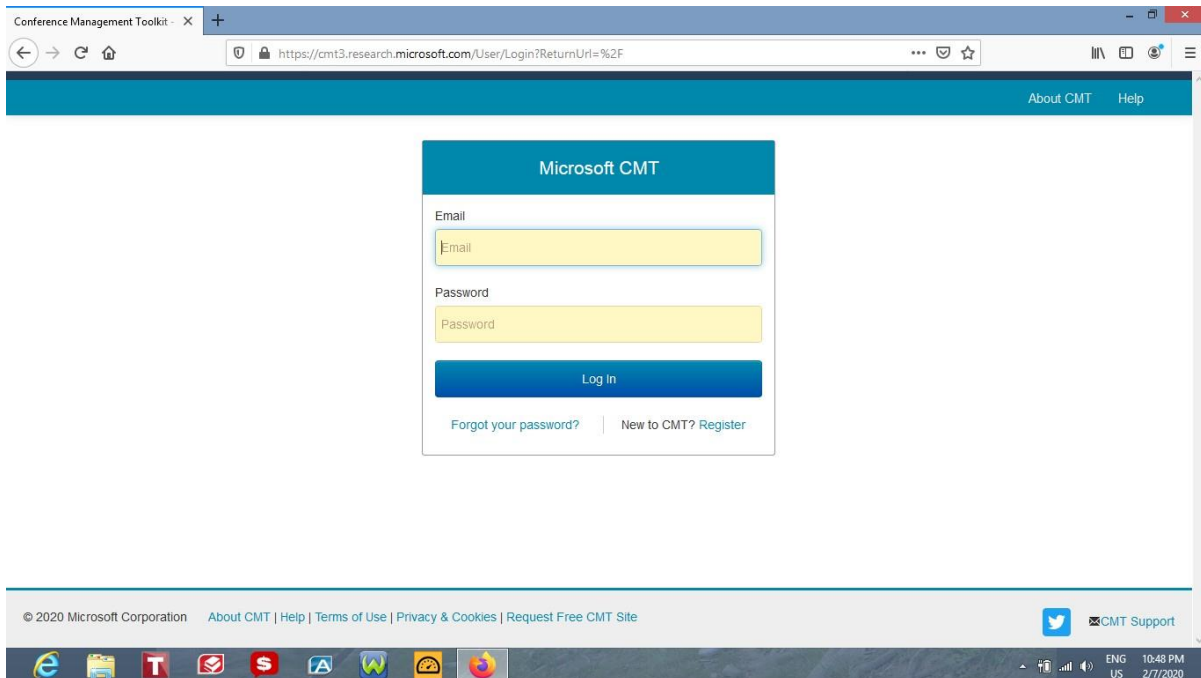 Conference Management Toolkit -
https://cmt3.research.microsoft.com/User/Login?ReturnUrl=%2F
About CMT Help
Microsoft CMT
Email
Email
Password
Password
Log In
Forgot your password? New to CMT? Register
© 2020 Microsoft Corporation About CMT | Help | Terms of Use | Privacy & Cookies | Request Free CMT Site CMT Support
ENG 10:48 PM
US 2/7/2020